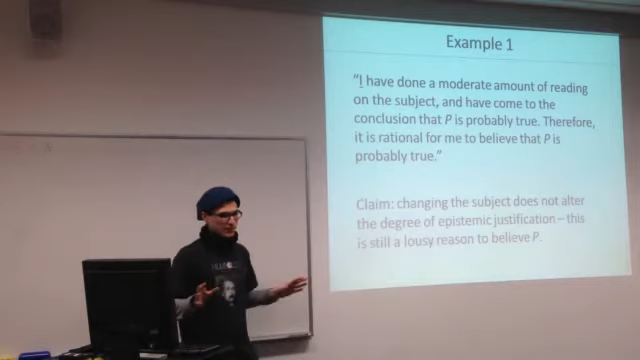 Example 1
“I have done a moderate amount of reading
on the subject, and have come to the
conclusion that P is probably true. Therefore,
it is rational for me to believe that P is
probably true.”
Claim: changing the subject does not alter
the degree of epistemic justification – this
is still a lousy reason to believe P.